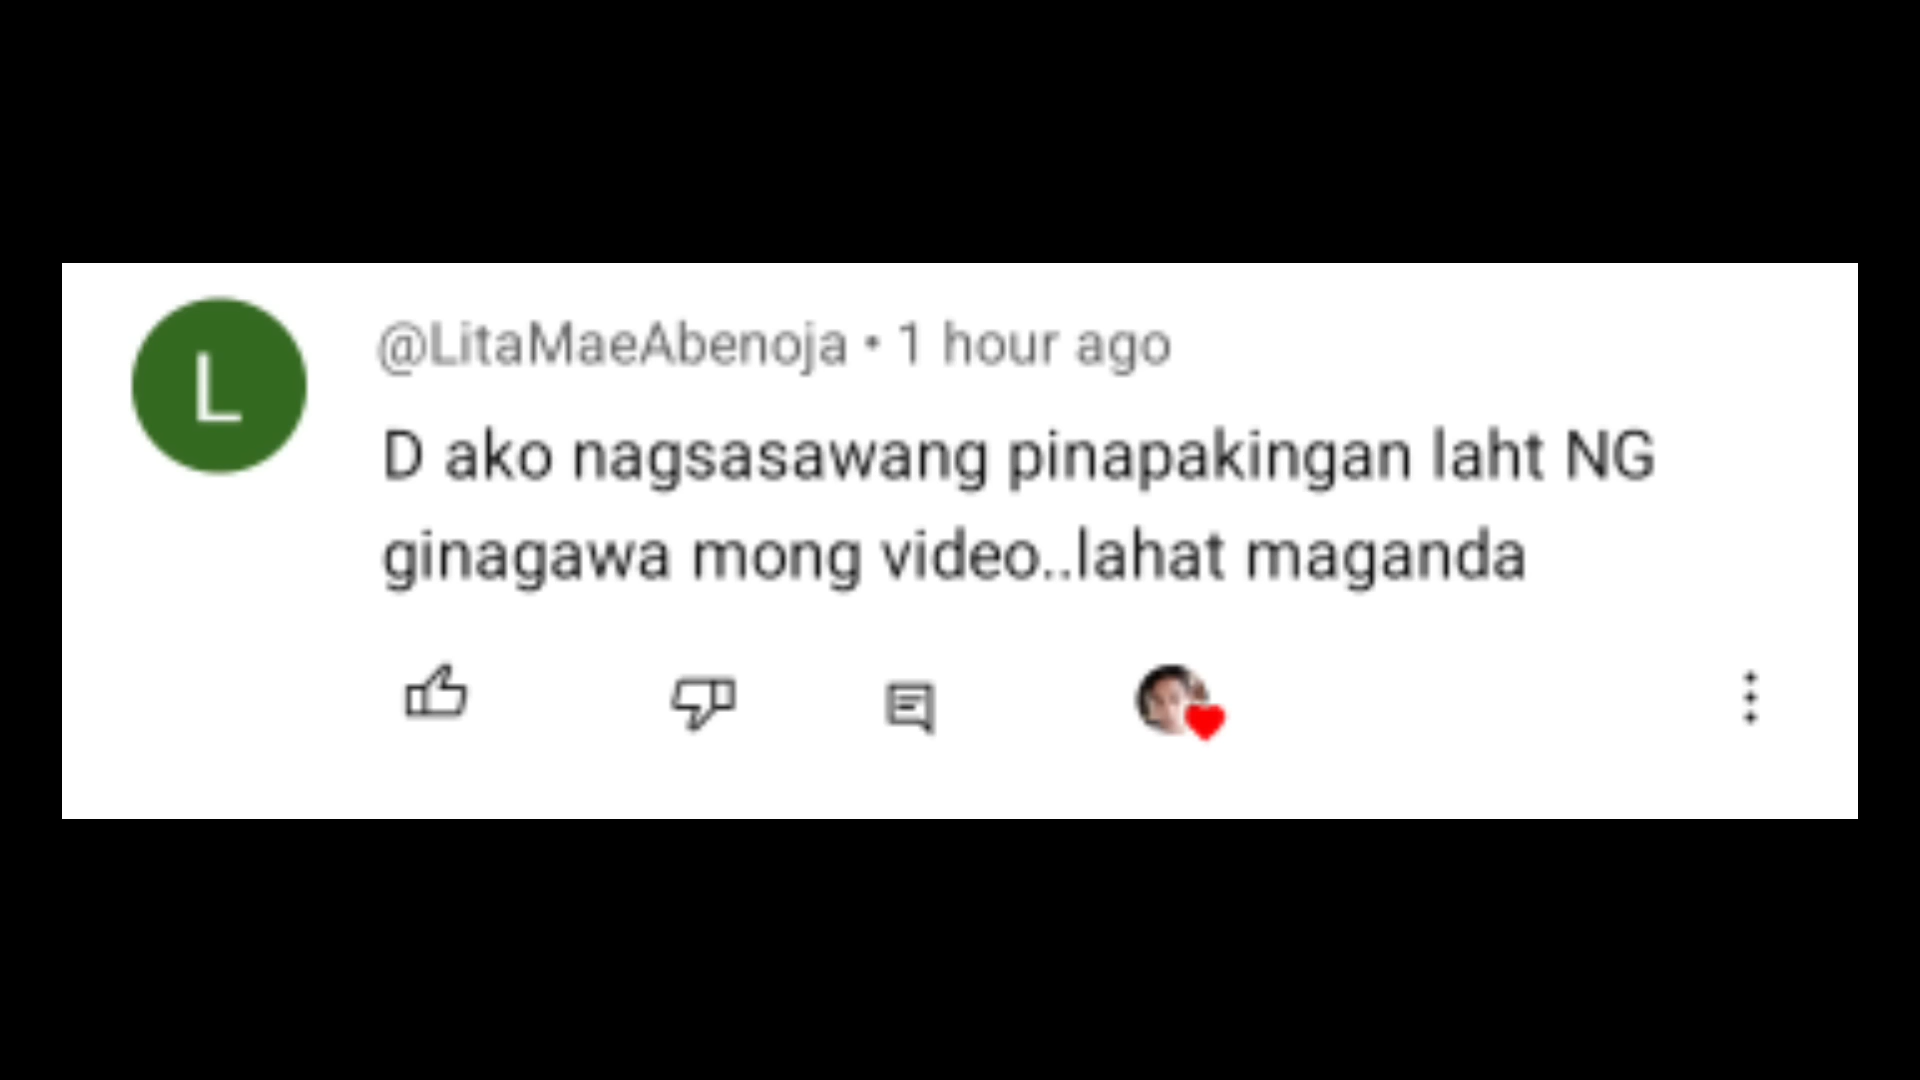 L
@LitaMaeAbenoja • 1 hour ago
D ako nagsasawang pinapakingan laht NG
ginagawa mong video..lahat maganda